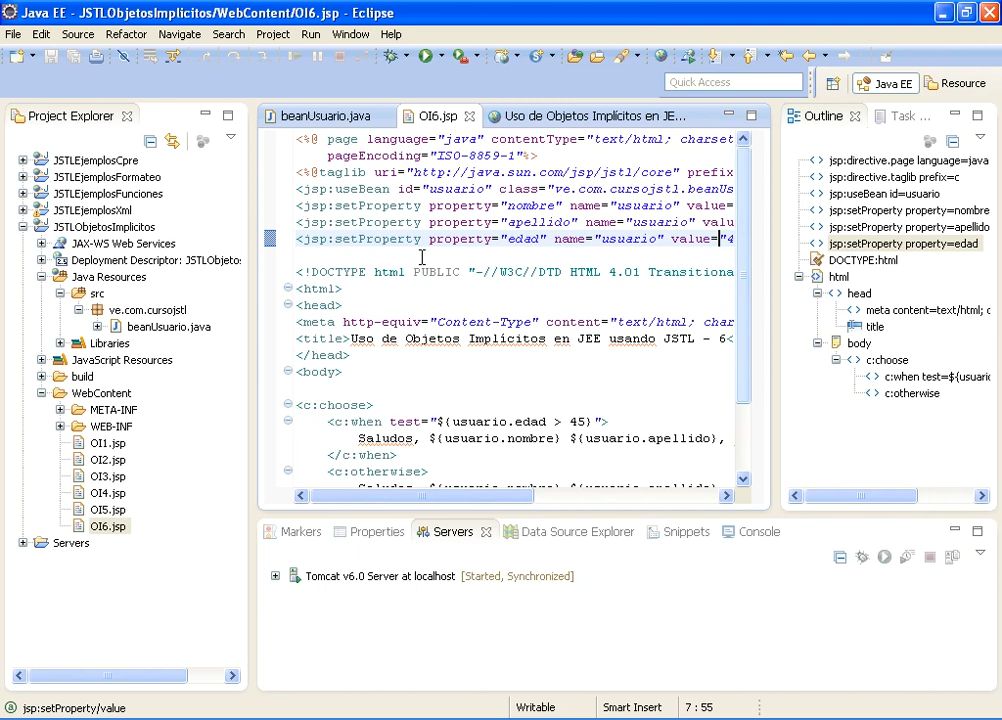 Java EE - JSTLObjetosImplicitos/WebContent/OI6.jsp - Eclipse
File Edit Source Refactor Navigate Search Project Run Window Help
Quick Access
Java EE
Resource
Project Explorer
JSTLEjemplosCpre
JSTLEjemplosFormateo
JSTLEjemplosFunciones
JSTLEjemplosXml
JSTLObjetosImplicitos
JAX-WS Web Services
Deployment Descriptor: JSTLObjeto:
Java Resources
src
ve.com.cursojstl
beanUsuario.java
Libraries
JavaScript Resources
build
WebContent
META-INF
WEB-INF
OI1.jsp
OI2.jsp
OI3.jsp
OI4.jsp
OI5.jsp
OI6.jsp
Servers
beanUsuario.java
OI6.jsp
Uso de Objetos Implícitos en JE...
<%@ page language="java" contentType="text/html; charset
pageEncoding="ISO-8859-1"%>
<%@taglib uri="http://java.sun.com/jsp/jstl/core" prefix
<jsp:useBean id="usuario" class="ve.com.cursojstl.beanUs
<jsp:setProperty property="nombre" name="usuario" value=
<jsp:setProperty property="apellido" name="usuario" valu
<jsp:setProperty property="edad" name="usuario" value="4
<!DOCTYPE html PUBLIC "-//W3C//DTD HTML 4.01 Transitiona
<html>
<head>
<meta http-equiv="Content-Type" content="text/html; char
<title>Uso de Objetos Implícitos en JEE usando JSTL - 6<
</head>
<body>
<c:choose>
<c:when test="${usuario.edad > 45}">
Saludos, ${usuario.nombre} ${usuario.apellido},
</c:when>
<c:otherwise>
Outline
Task ...
jsp:directive.page language=java
jsp:directive.taglib prefix=c
jsp:useBean id=usuario
jsp:setProperty property=nombre
jsp:setProperty property=apellido
jsp:setProperty property=edad
DOCTYPE:html
html
head
meta content=text/html; c
title
body
c:choose
c:when test=${usuario
c:otherwise
Markers
Properties
Servers
Data Source Explorer
Snippets
Console
Tomcat v6.0 Server at localhost [Started, Synchronized]
jsp:setProperty/value
Writable
Smart Insert
7 : 55